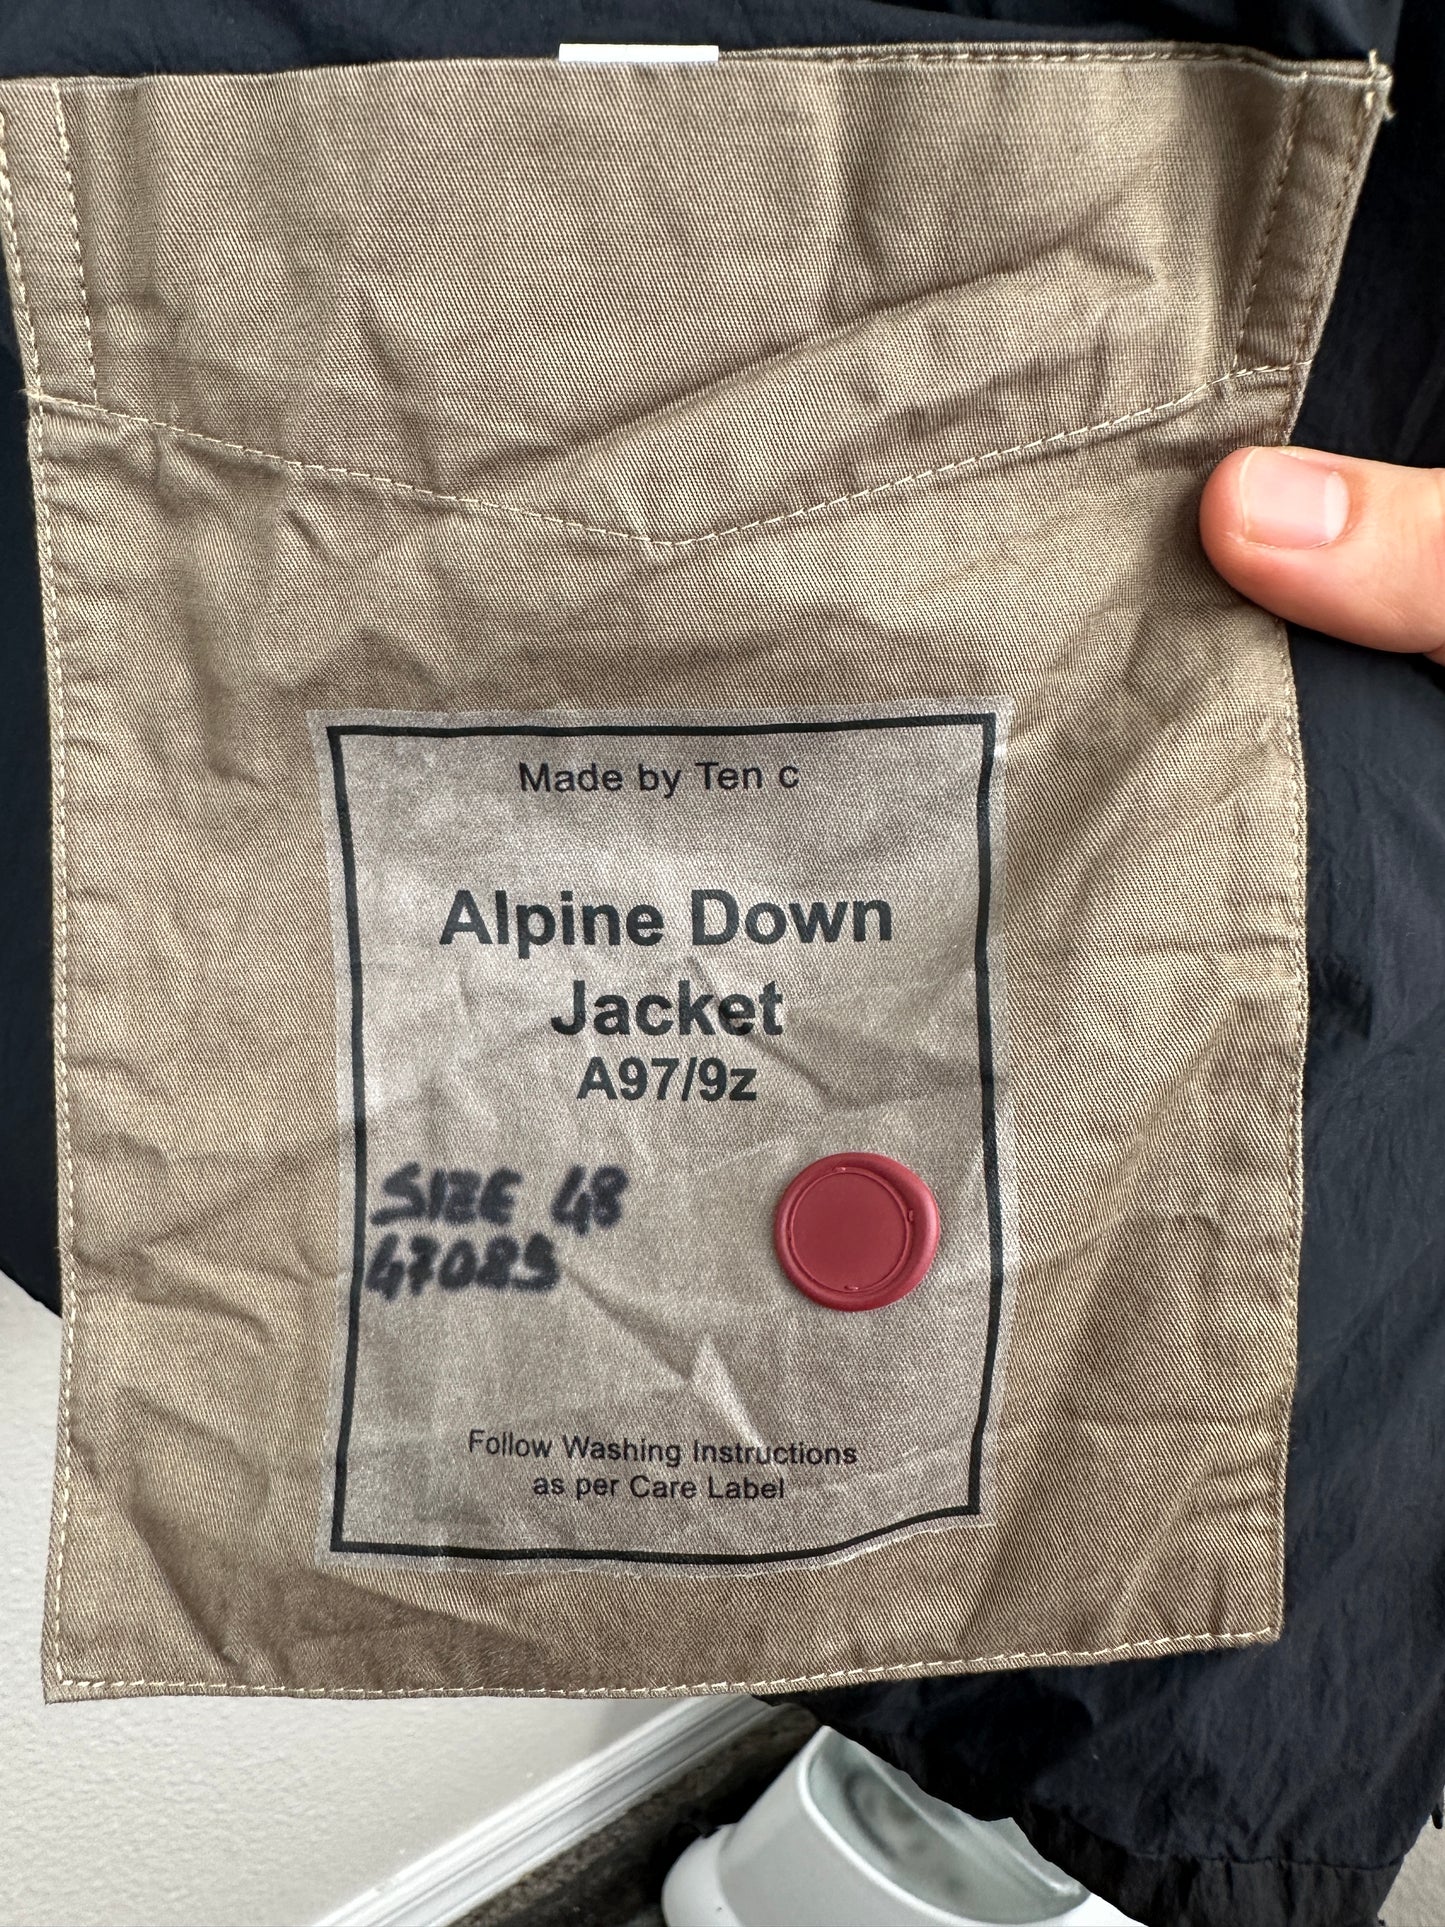 Made by Ten c
Alpine Down
Jacket
A97/9z
SIZE 48
47085
Follow Washing Instructions
as per Care Label